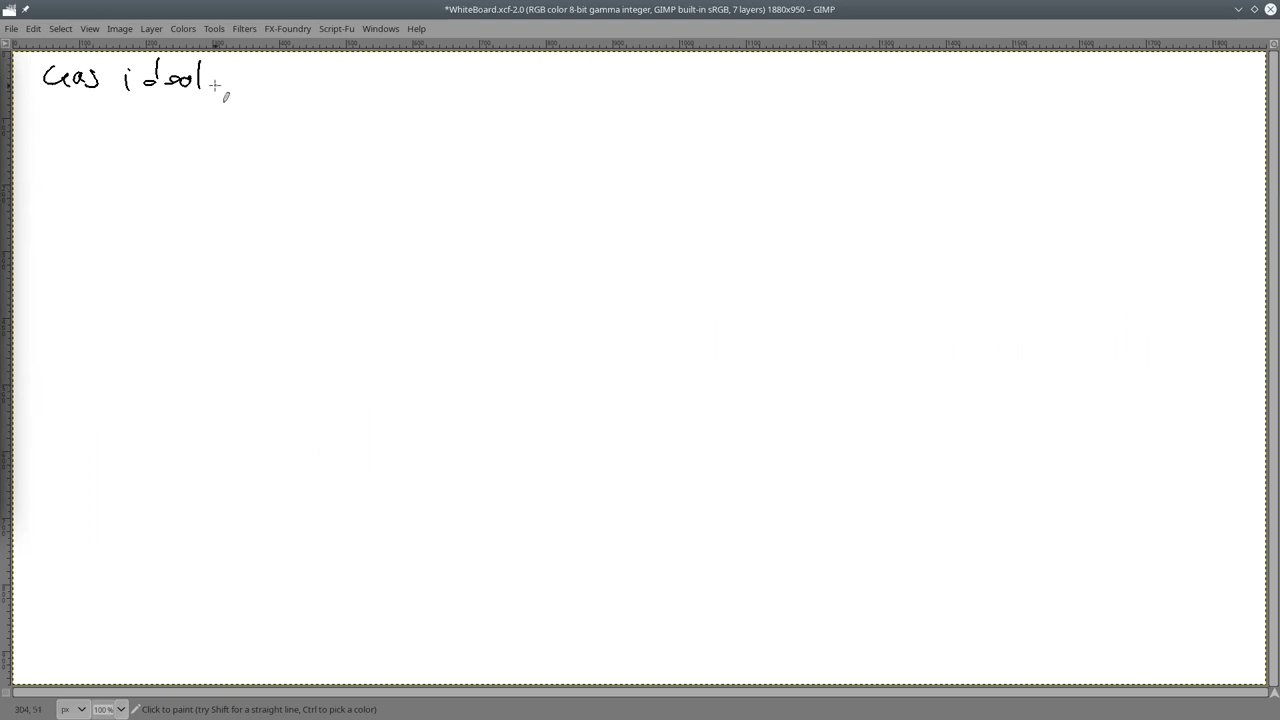 *WhiteBoard.xcf-2.0 (RGB color 8-bit gamma integer, GIMP built-in sRGB, 7 layers) 1880x950 – GIMP
File Edit Select View Image Layer Colors Tools Filters FX-Foundry Script-Fu Windows Help
Gas ideal
304, 51 px 100% Click to paint (try Shift for a straight line, Ctrl to pick a color)